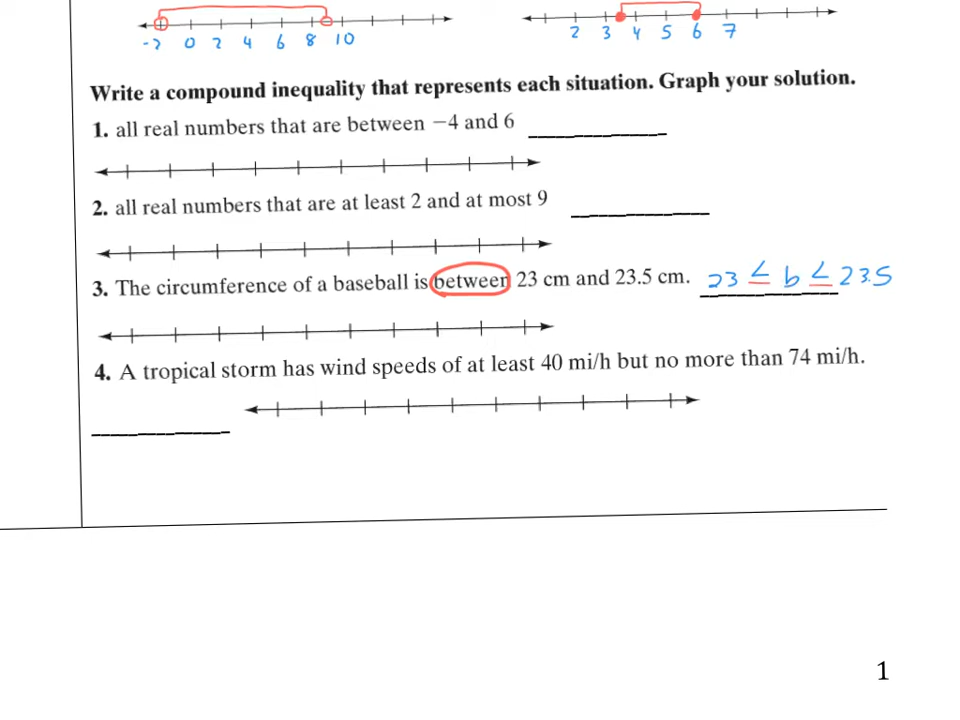 -2 0 2 4 6 8 10
2 3 4 5 6 7
Write a compound inequality that represents each situation. Graph your solution.
1. all real numbers that are between −4 and 6
2. all real numbers that are at least 2 and at most 9
3. The circumference of a baseball is between 23 cm and 23.5 cm. 23 ≤ b ≤ 23.5
4. A tropical storm has wind speeds of at least 40 mi/h but no more than 74 mi/h.
1